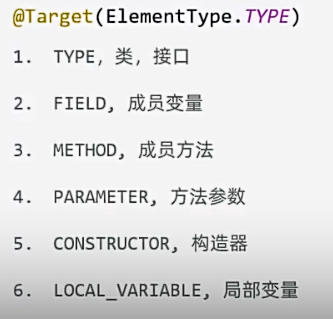 @Target(ElementType.TYPE)
1. TYPE，类，接口
2. FIELD, 成员变量
3. METHOD, 成员方法
4. PARAMETER, 方法参数
5. CONSTRUCTOR, 构造器
6. LOCAL_VARIABLE, 局部变量